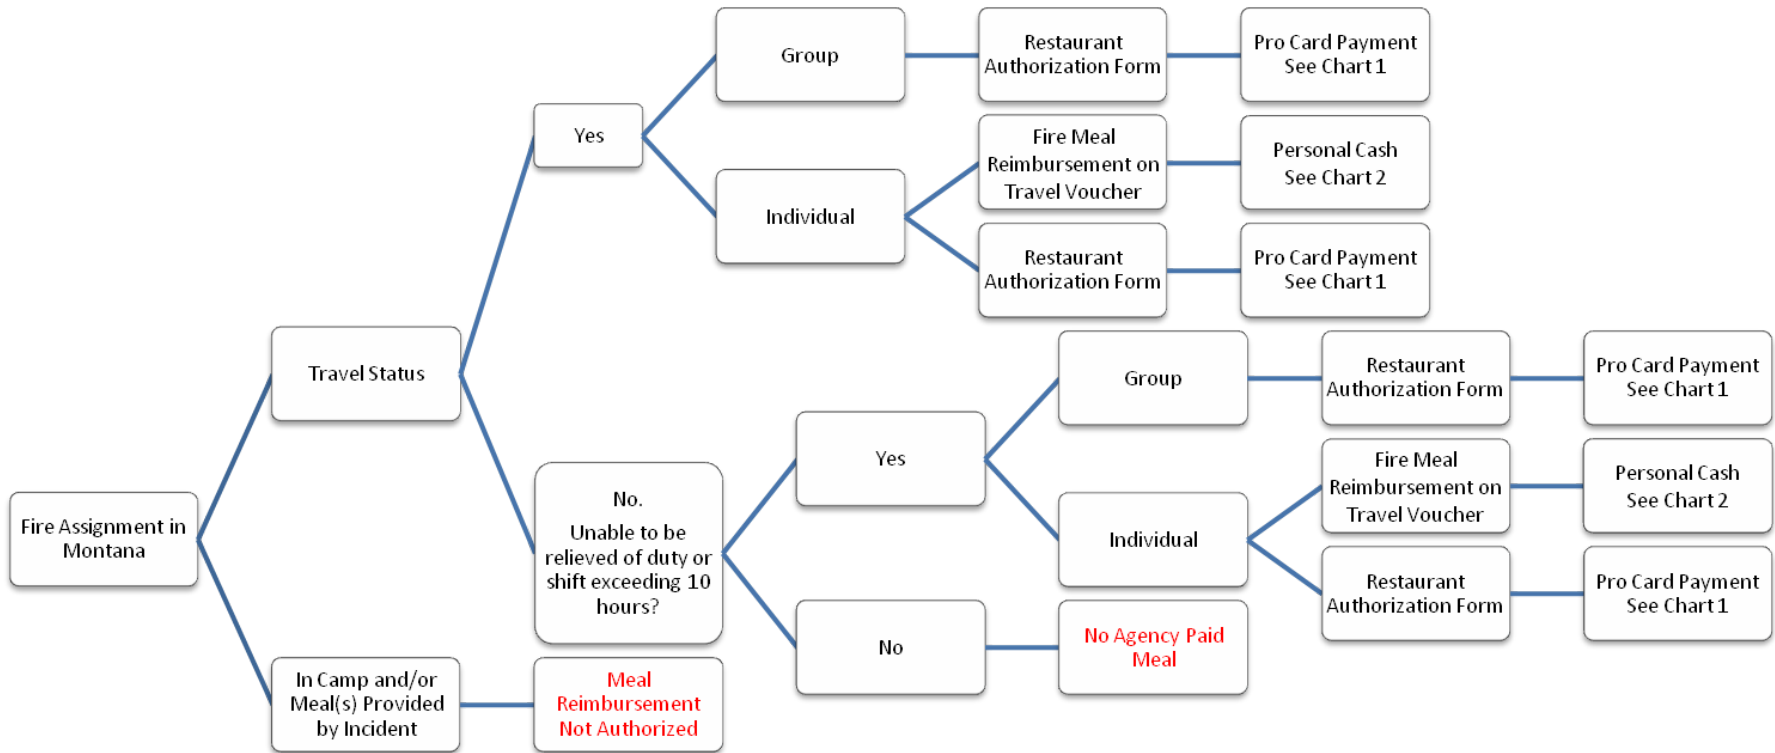 Group
Restaurant
Authorization Form
Pro Card Payment
See Chart 1
Yes
Fire Meal
Reimbursement on
Travel Voucher
Personal Cash
See Chart 2
Individual
Restaurant
Authorization Form
Pro Card Payment
See Chart 1
Travel Status
Group
Restaurant
Authorization Form
Pro Card Payment
See Chart 1
Yes
Fire Meal
Reimbursement on
Travel Voucher
Personal Cash
See Chart 2
No.
Unable to be
relieved of duty or
shift exceeding 10
hours?
Individual
Fire Assignment in
Montana
Restaurant
Authorization Form
Pro Card Payment
See Chart 1
No
No Agency Paid
Meal
In Camp and/or
Meal(s) Provided
by Incident
Meal
Reimbursement
Not Authorized